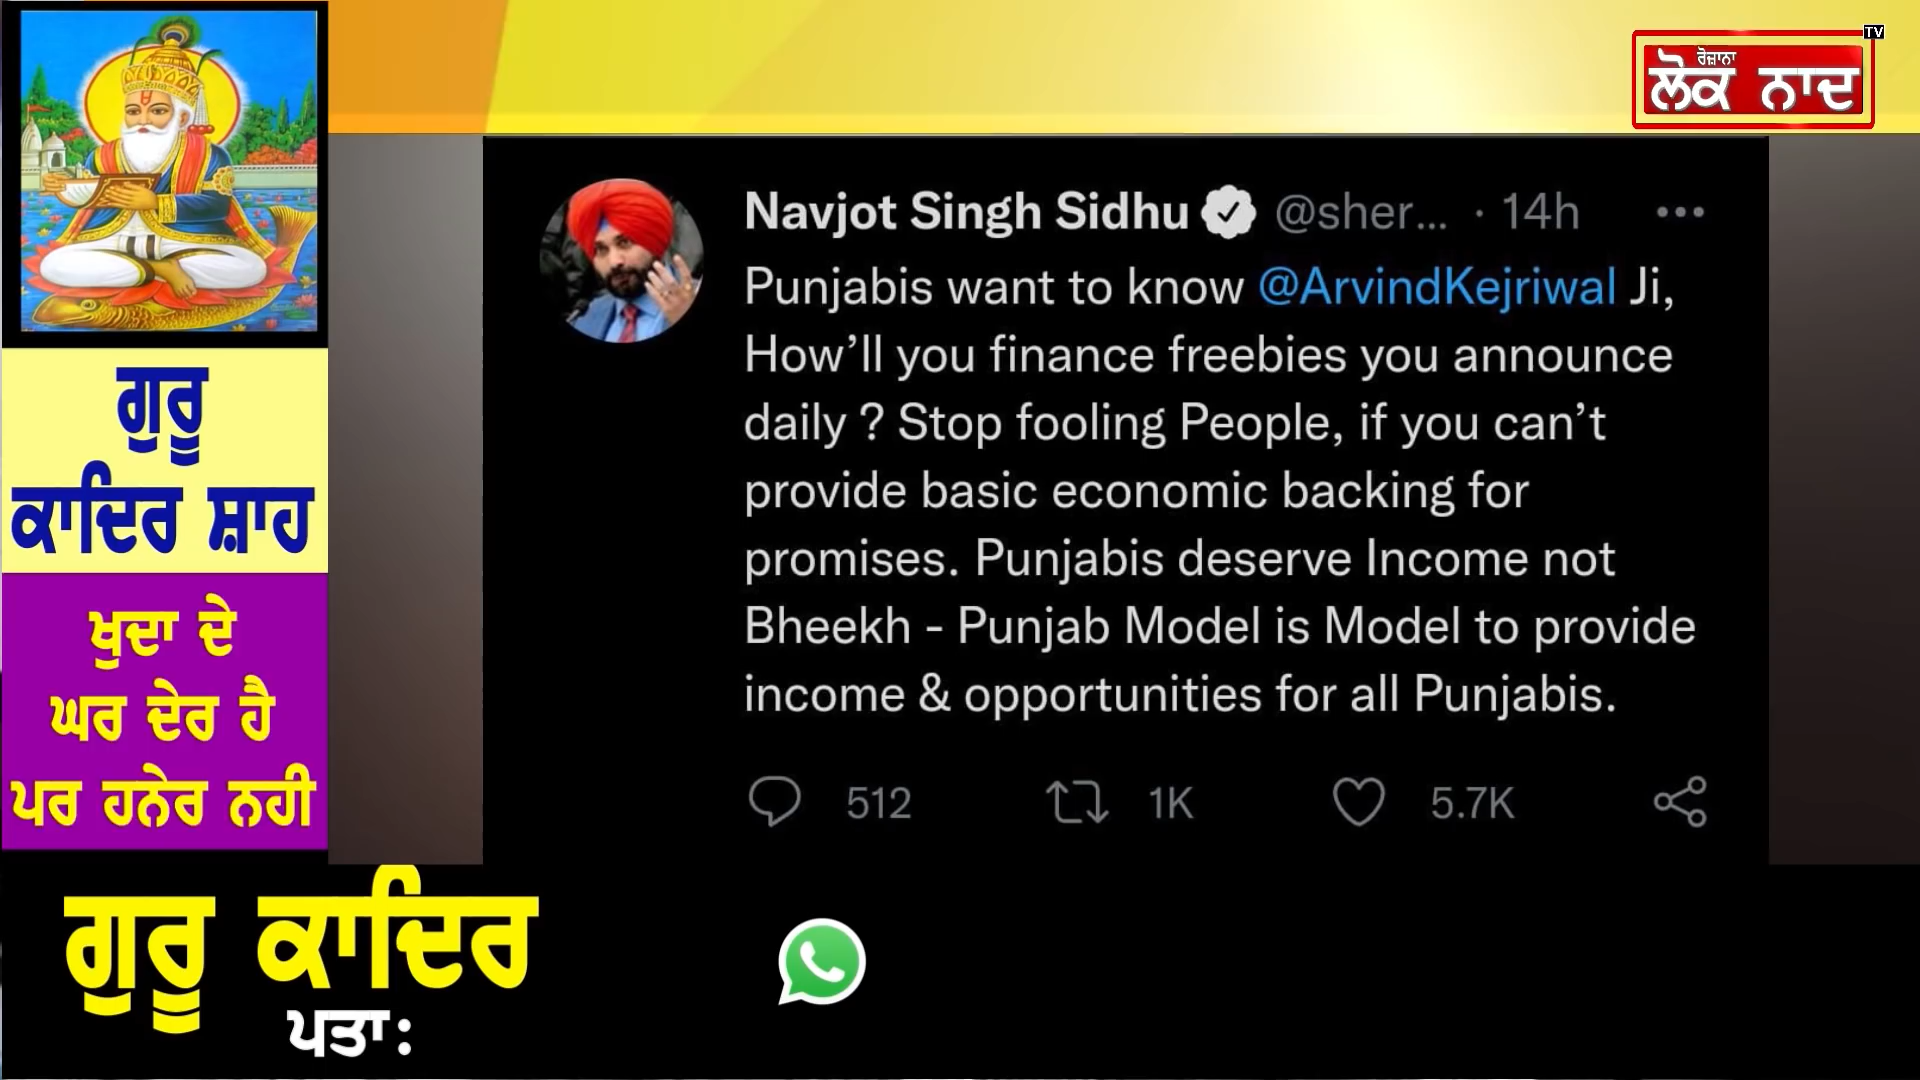 TV
ਰੋਜ਼ਾਨਾ
ਲੋਕ ਨਾਦ
Navjot Singh Sidhu @sher... · 14h
Punjabis want to know @ArvindKejriwal Ji,
How’ll you finance freebies you announce
daily ? Stop fooling People, if you can’t
provide basic economic backing for
promises. Punjabis deserve Income not
Bheekh - Punjab Model is Model to provide
income & opportunities for all Punjabis.
512 1K 5.7K
ਗੁਰੂ
ਕਾਦਿਰ ਸ਼ਾਹ
ਖੁਦਾ ਦੇ
ਘਰ ਦੇਰ ਹੈ
ਪਰ ਹਨੇਰ ਨਹੀ
ਗੁਰੂ ਕਾਦਿਰ
ਪਤਾ: